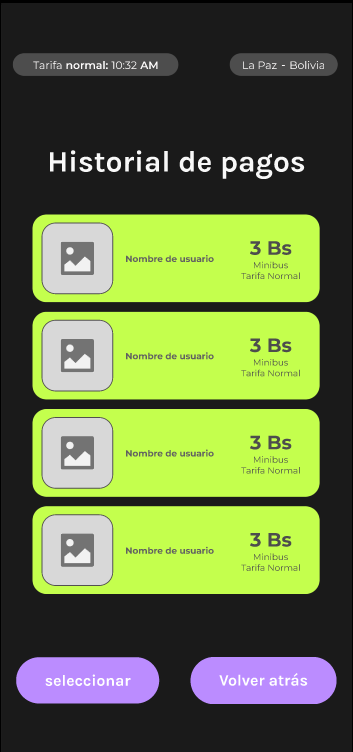 Tarifa normal: 10:32 AM
La Paz - Bolivia
Historial de pagos
Nombre de usuario
3 Bs
Minibus
Tarifa Normal
Nombre de usuario
3 Bs
Minibus
Tarifa Normal
Nombre de usuario
3 Bs
Minibus
Tarifa Normal
Nombre de usuario
3 Bs
Minibus
Tarifa Normal
seleccionar
Volver atrás